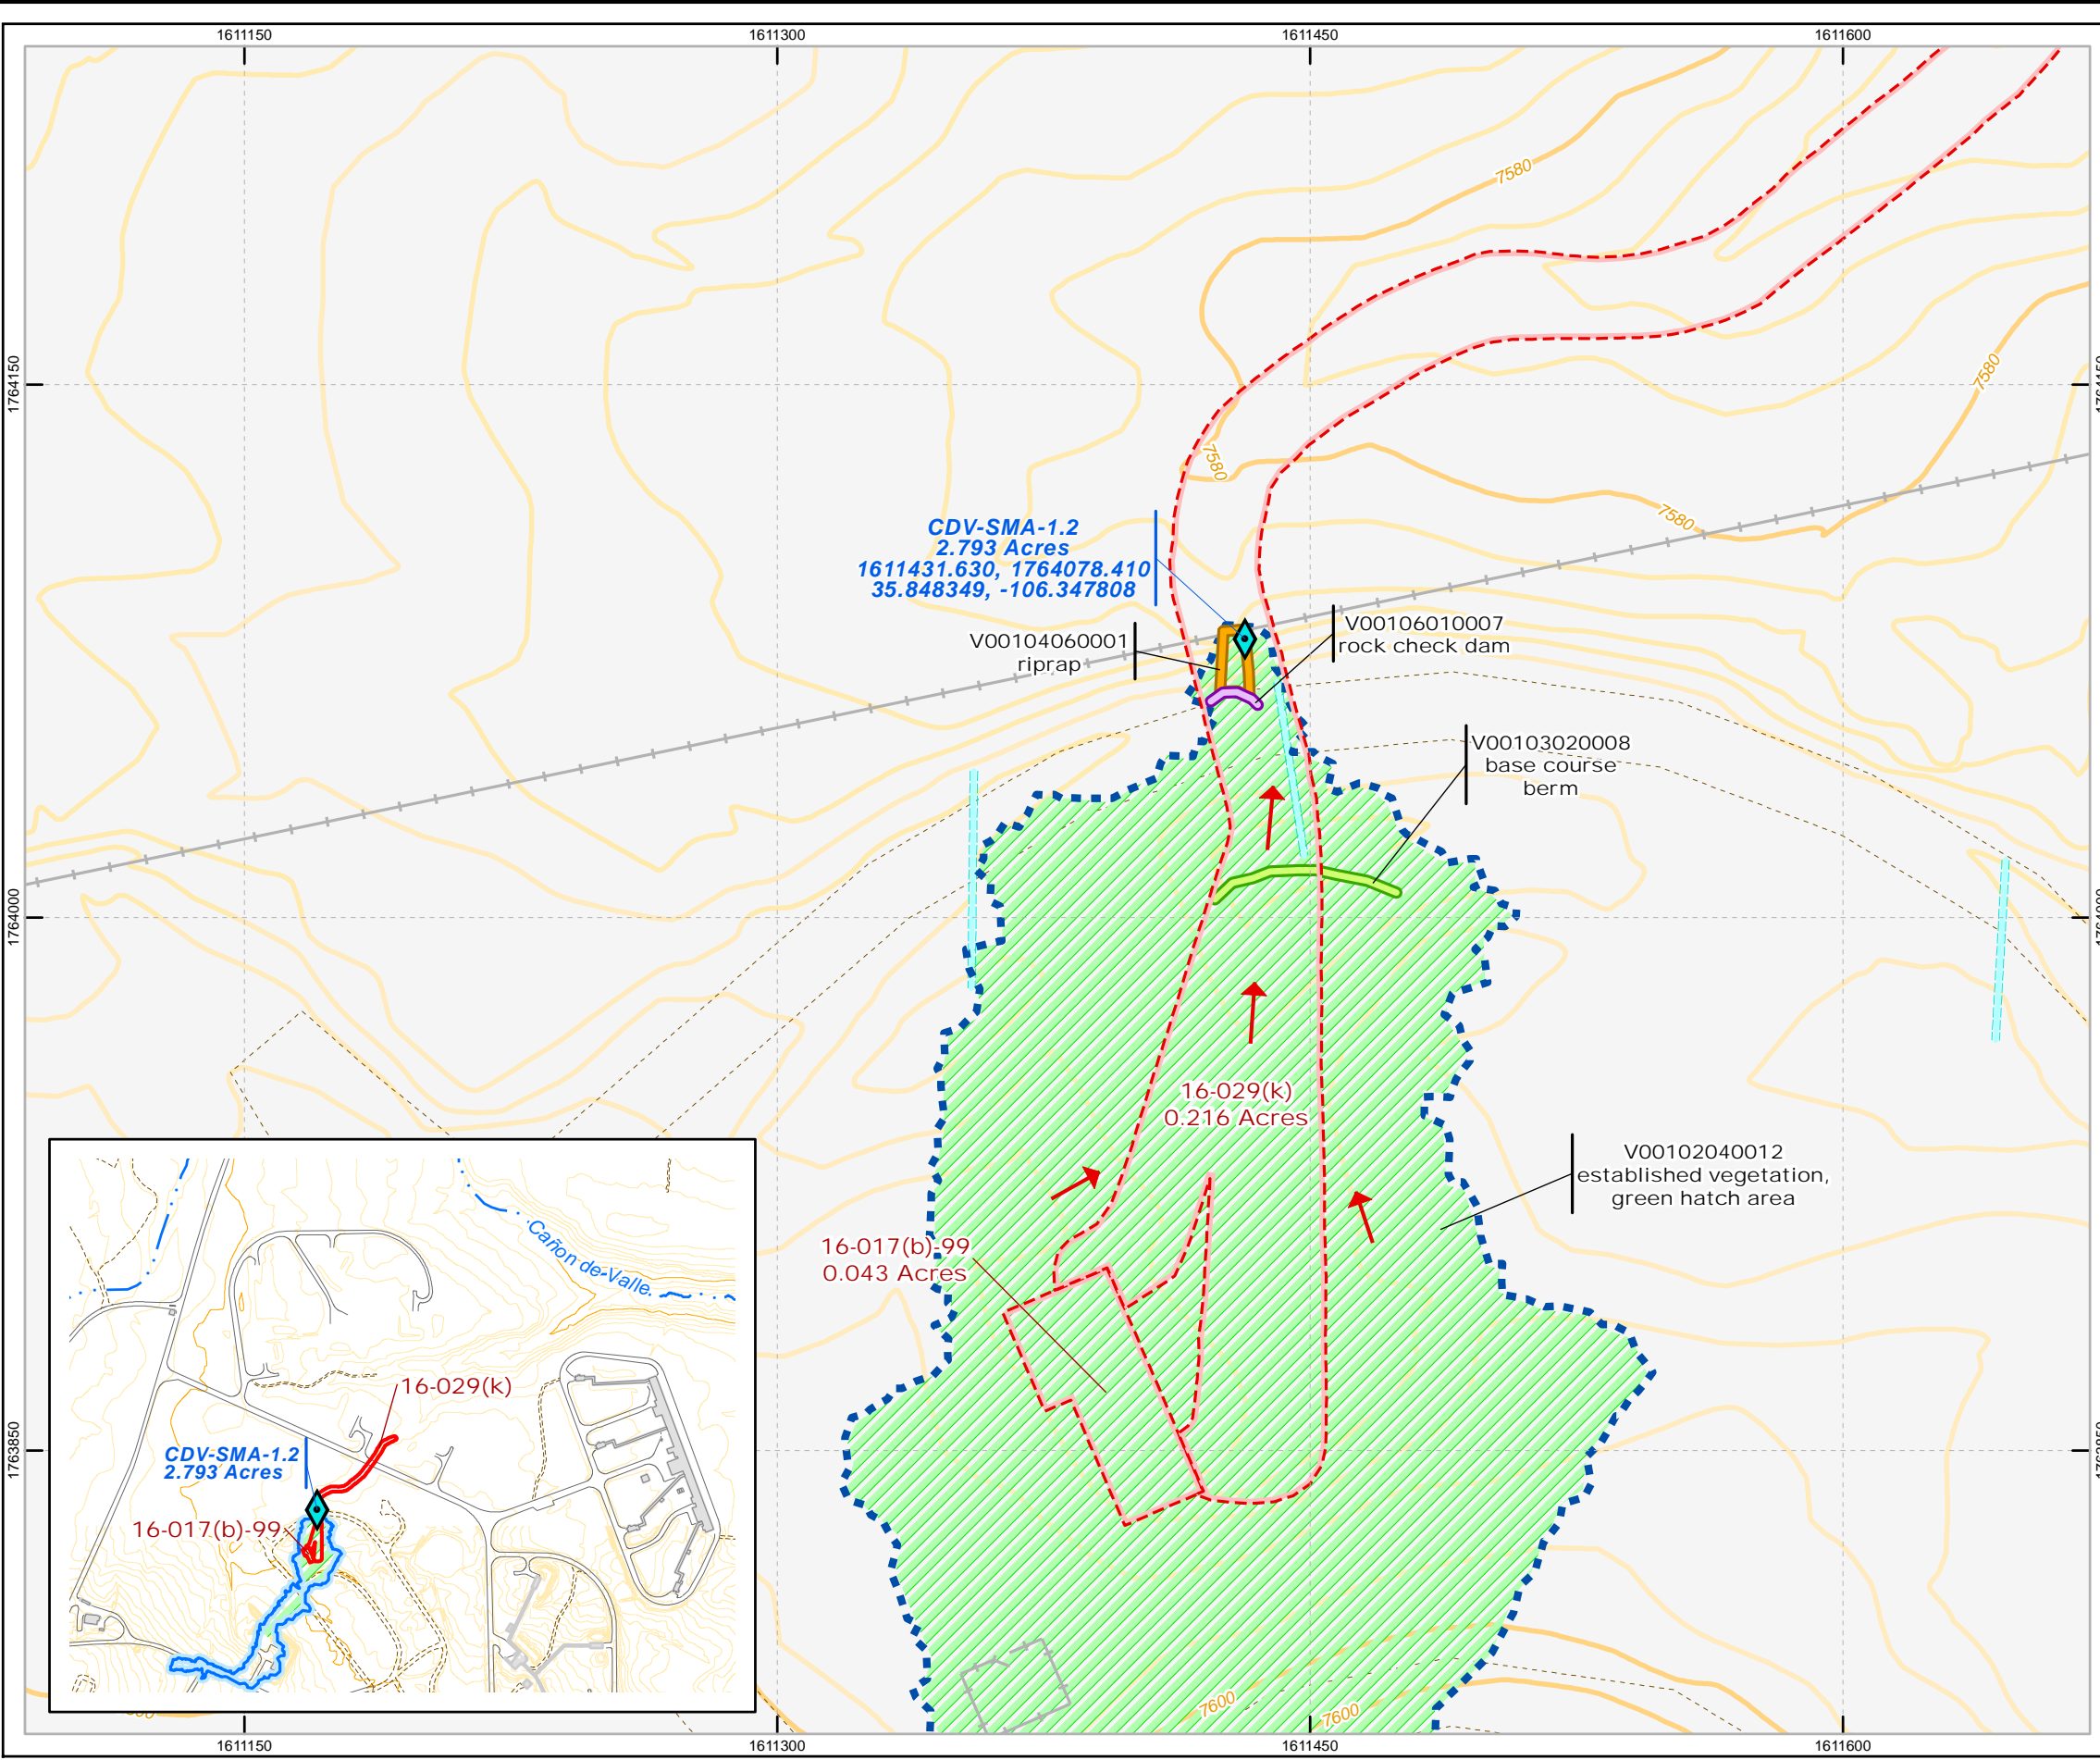 1611150 1611300 1611450 1611600
7580
1764150
1764150
7580
7580
7580
CDV-SMA-1.2
2.793 Acres
1611431.630, 1764078.410
35.848349, -106.347808
V00104060001
riprap
V00106010007
rock check dam
V00103020008
base course
berm
1764000
16-029(k)
0.216 Acres
V00102040012
established vegetation,
green hatch area
16-017(b)-99
0.043 Acres
Cañon de Valle
16-029(k)
CDV-SMA-1.2
2.793 Acres
16-017(b)-99
1763850
7600
7600
1611150 1611300 1611450 1611600